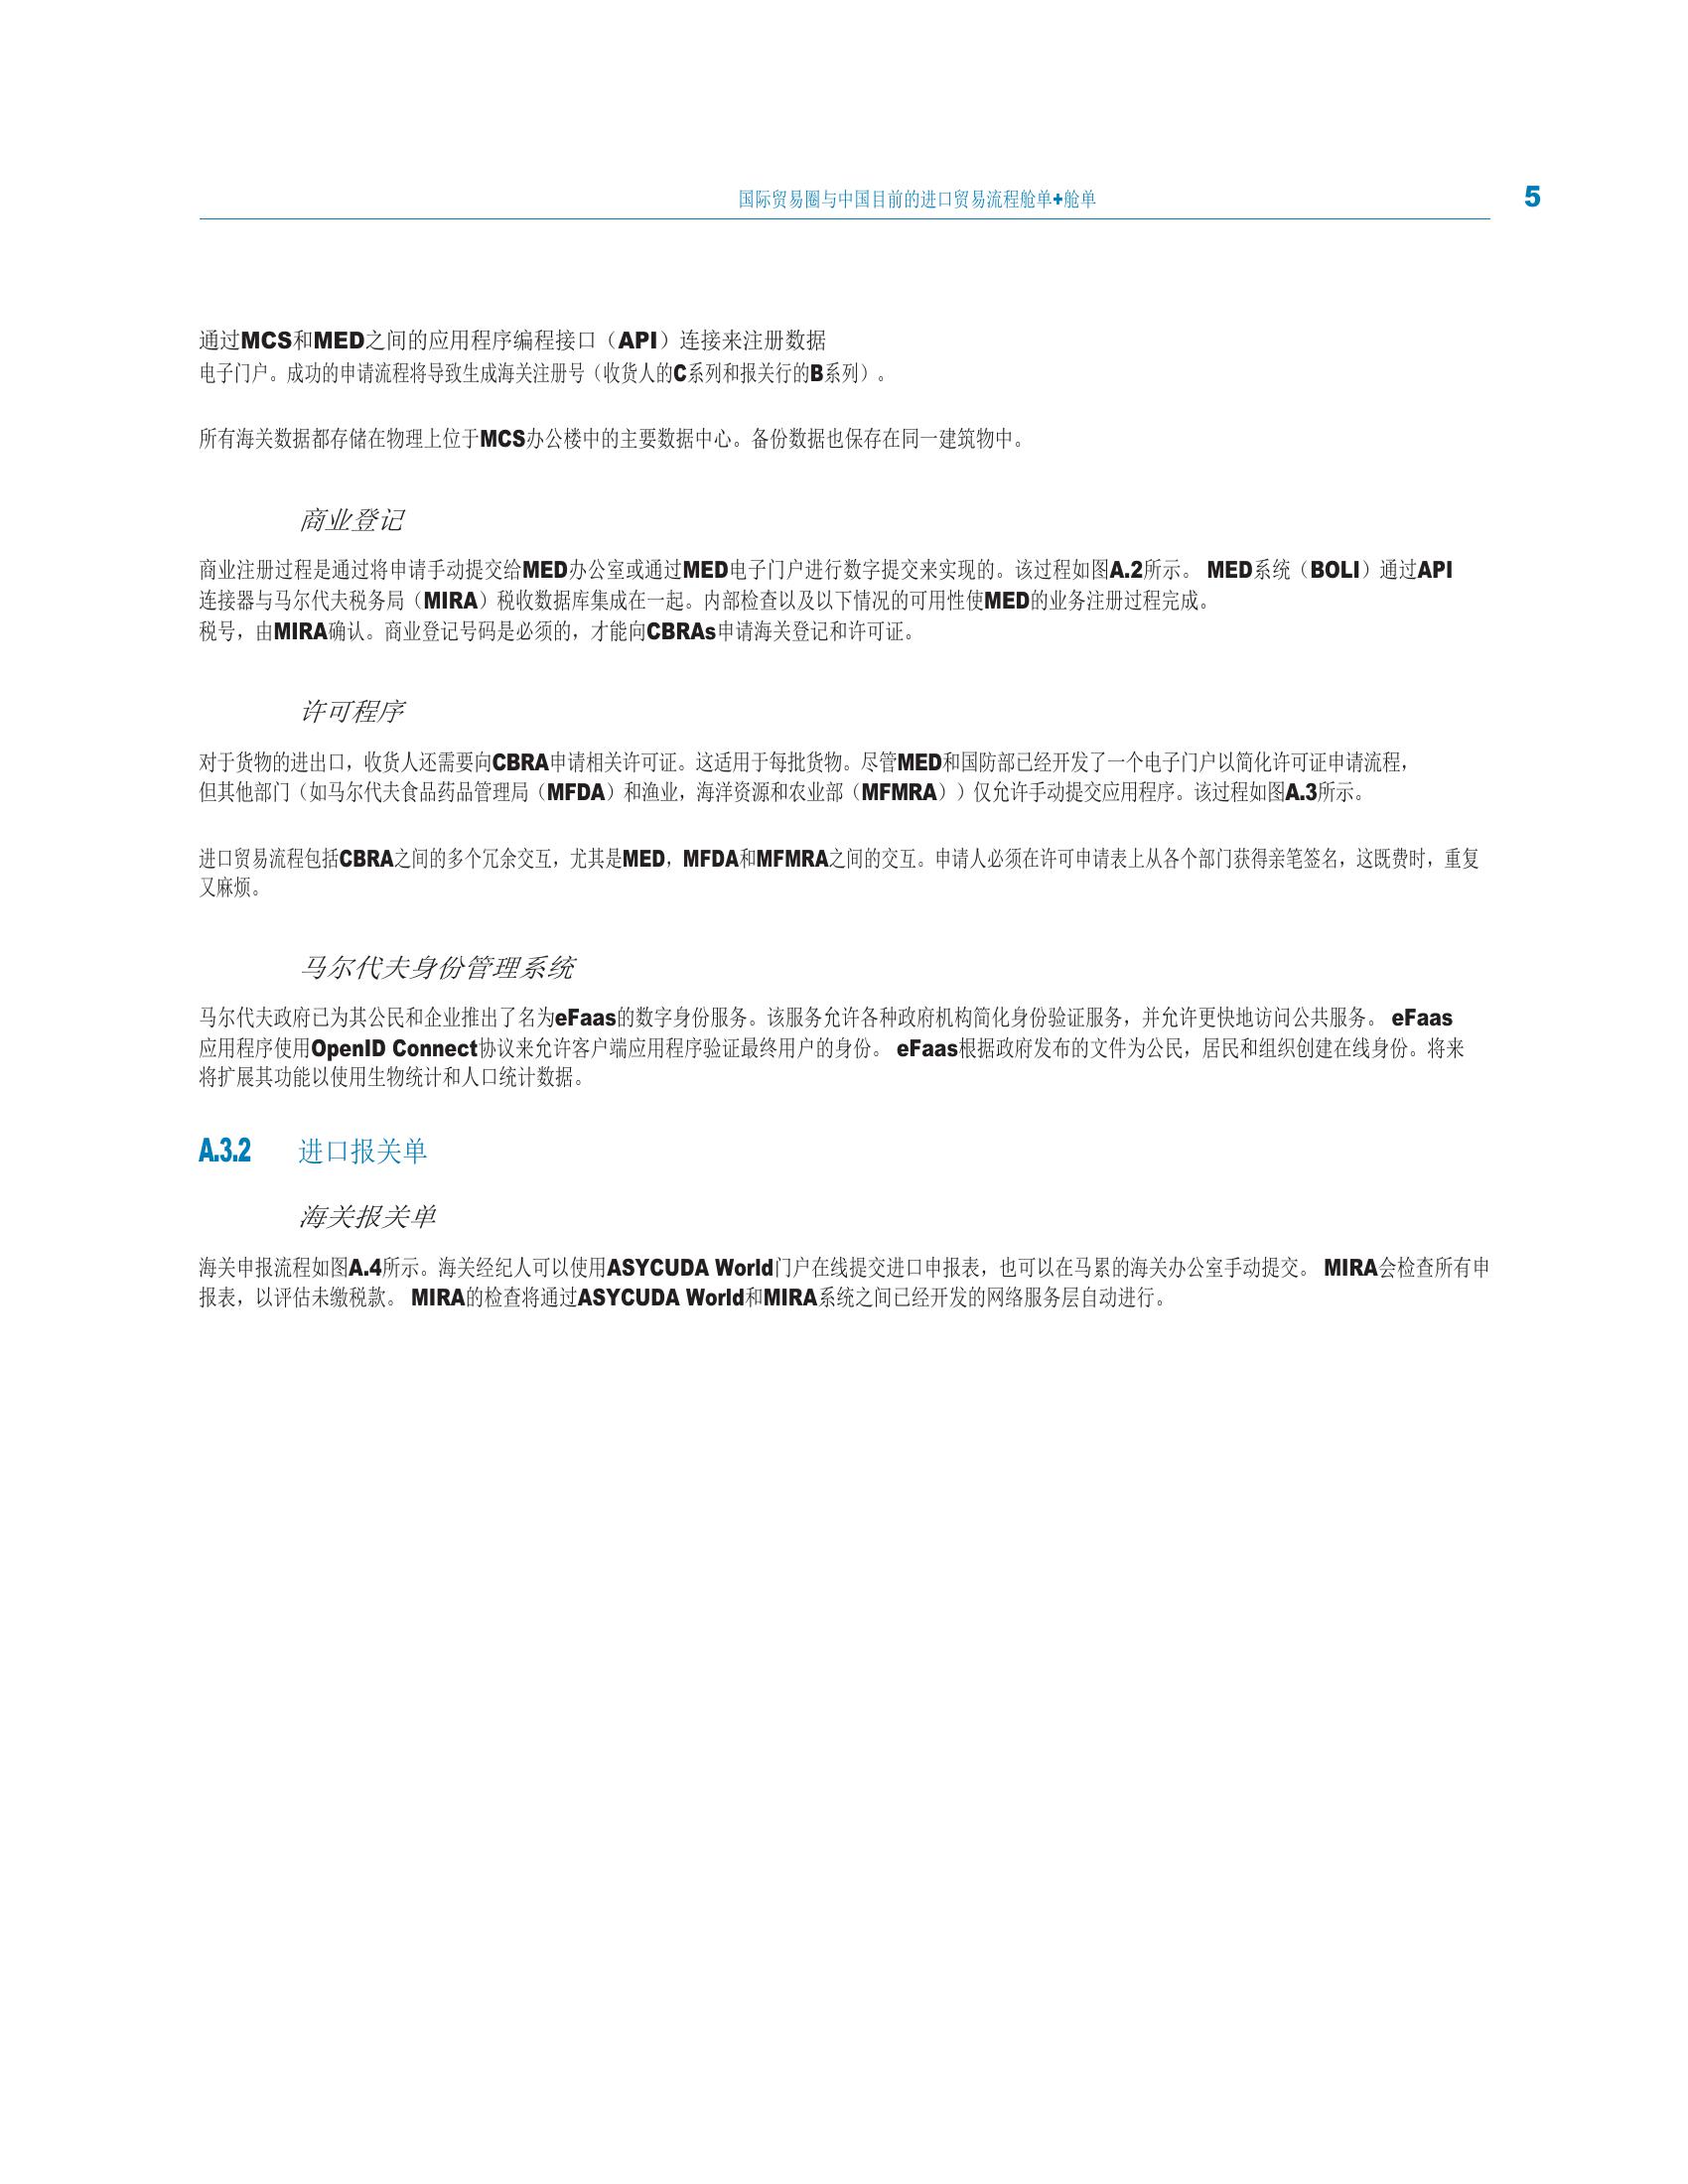 国际贸易圈与中国目前的进口贸易流程舱单+舱单 5
通过MCS和MED之间的应用程序编程接口（API）连接来注册数据
电子门户。成功的申请流程将导致生成海关注册号（收货人的C系列和报关行的B系列）。
所有海关数据都存储在物理上位于MCS办公楼中的主要数据中心。备份数据也保存在同一建筑物中。
商业登记
商业注册过程是通过将申请手动提交给MED办公室或通过MED电子门户进行数字提交来实现的。该过程如图A.2所示。 MED系统（BOLI）通过API
连接器与马尔代夫税务局（MIRA）税收数据库集成在一起。内部检查以及以下情况的可用性使MED的业务注册过程完成。
税号，由MIRA确认。商业登记号码是必须的，才能向CBRAs申请海关登记和许可证。
许可程序
对于货物的进出口，收货人还需要向CBRA申请相关许可证。这适用于每批货物。尽管MED和国防部已经开发了一个电子门户以简化许可证申请流程，
但其他部门（如马尔代夫食品药品管理局（MFDA）和渔业，海洋资源和农业部（MFMRA））仅允许手动提交应用程序。该过程如图A.3所示。
进口贸易流程包括CBRA之间的多个冗余交互，尤其是MED，MFDA和MFMRA之间的交互。申请人必须在许可申请表上从各个部门获得亲笔签名，这既费时，重复
又麻烦。
马尔代夫身份管理系统
马尔代夫政府已为其公民和企业推出了名为eFaas的数字身份服务。该服务允许各种政府机构简化身份验证服务，并允许更快地访问公共服务。 eFaas
应用程序使用OpenID Connect协议来允许客户端应用程序验证最终用户的身份。 eFaas根据政府发布的文件为公民，居民和组织创建在线身份。将来
将扩展其功能以使用生物统计和人口统计数据。
A.3.2 进口报关单
海关报关单
海关申报流程如图A.4所示。海关经纪人可以使用ASYCUDA World门户在线提交进口申报表，也可以在马累的海关办公室手动提交。 MIRA会检查所有申
报表，以评估未缴税款。 MIRA的检查将通过ASYCUDA World和MIRA系统之间已经开发的网络服务层自动进行。